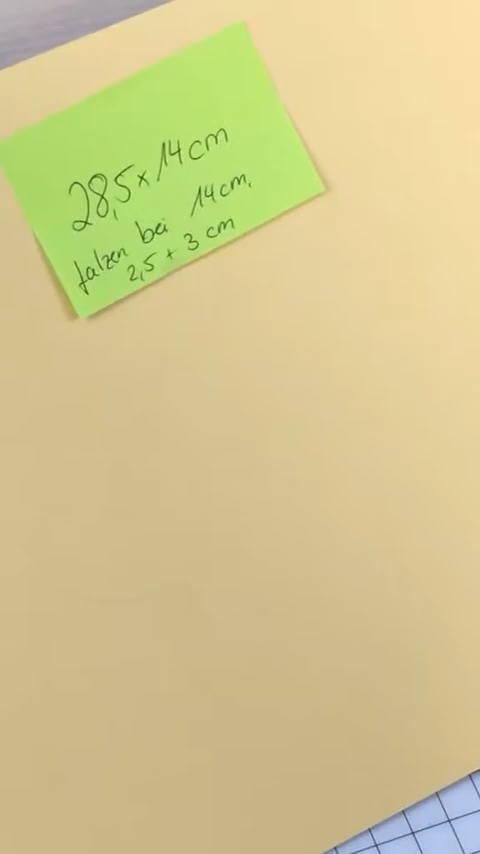 28,5 x 14 cm
falzen bei 14 cm,
2,5 + 3 cm